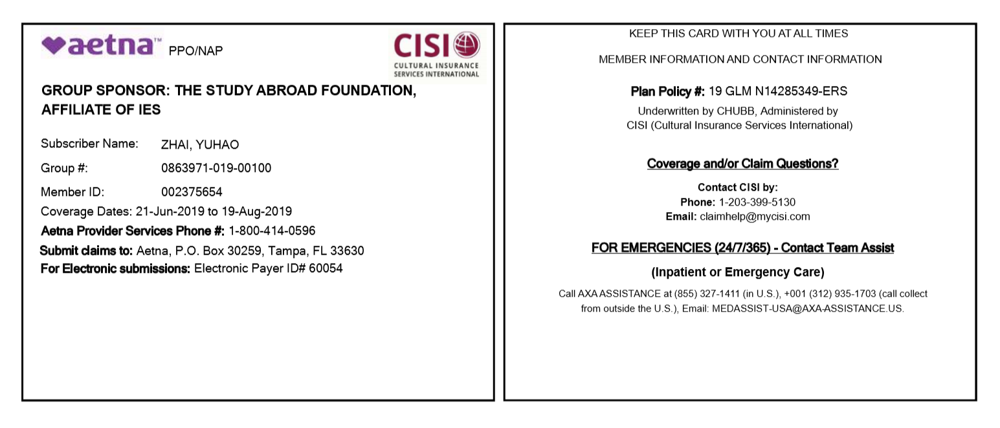 aetna™ PPO/NAP
CISI
CULTURAL INSURANCE
SERVICES INTERNATIONAL
GROUP SPONSOR: THE STUDY ABROAD FOUNDATION,
AFFILIATE OF IES
Subscriber Name: ZHAI, YUHAO
Group #: 0863971-019-00100
Member ID: 002375654
Coverage Dates: 21-Jun-2019 to 19-Aug-2019
Aetna Provider Services Phone #: 1-800-414-0596
Submit claims to: Aetna, P.O. Box 30259, Tampa, FL 33630
For Electronic submissions: Electronic Payer ID# 60054
KEEP THIS CARD WITH YOU AT ALL TIMES
MEMBER INFORMATION AND CONTACT INFORMATION
Plan Policy #: 19 GLM N14285349-ERS
Underwritten by CHUBB, Administered by
CISI (Cultural Insurance Services International)
Coverage and/or Claim Questions?
Contact CISI by:
Phone: 1-203-399-5130
Email: claimhelp@mycisi.com
FOR EMERGENCIES (24/7/365) - Contact Team Assist
(Inpatient or Emergency Care)
Call AXA ASSISTANCE at (855) 327-1411 (in U.S.), +001 (312) 935-1703 (call collect
from outside the U.S.), Email: MEDASSIST-USA@AXA-ASSISTANCE.US.